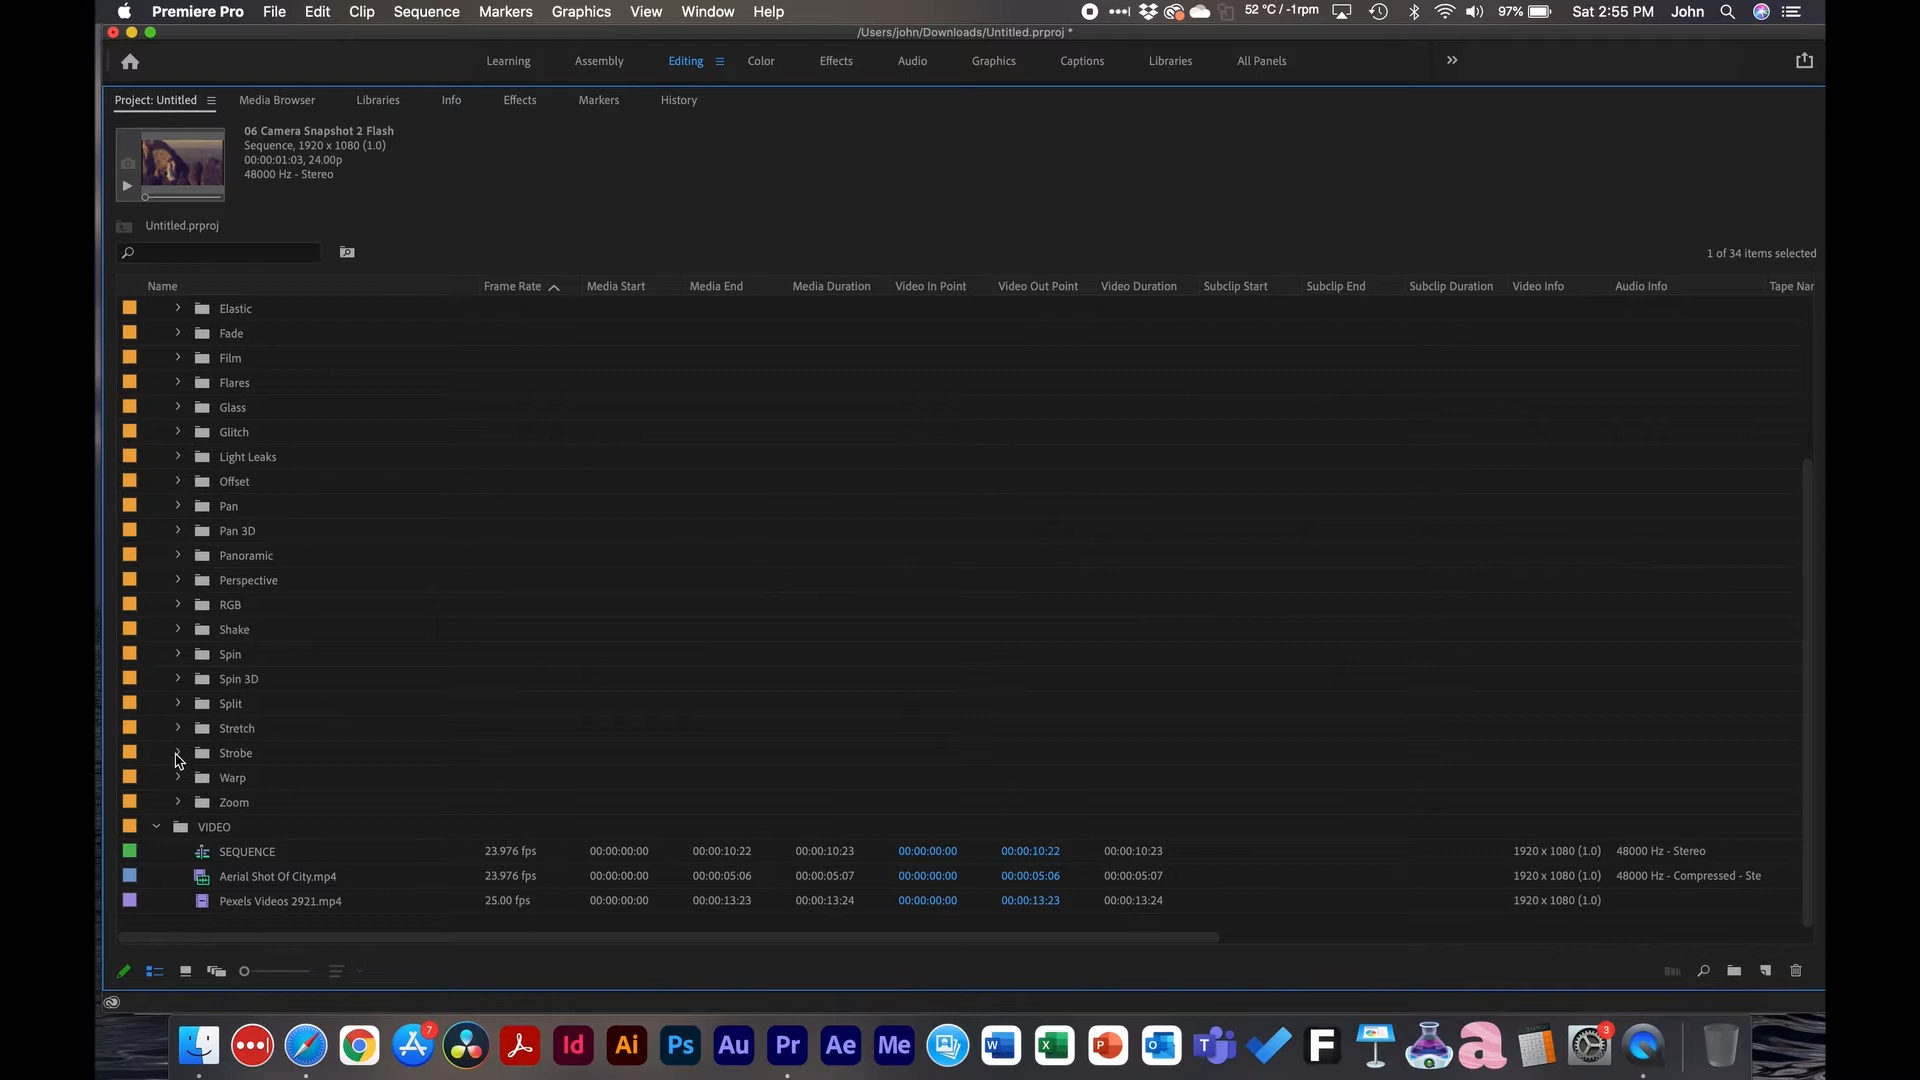 Premiere Pro File Edit Clip Sequence Markers Graphics View Window Help 52 °C / -1rpm 97% Sat 2:55 PM John
/Users/john/Downloads/Untitled.prproj *
Learning Assembly Editing Color Effects Audio Graphics Captions Libraries All Panels
Project: Untitled Media Browser Libraries Info Effects Markers History
06 Camera Snapshot 2 Flash
Sequence, 1920 x 1080 (1.0)
00:00:01:03, 24.00p
48000 Hz - Stereo
Untitled.prproj
1 of 34 items selected
Name Frame Rate Media Start Media End Media Duration Video In Point Video Out Point Video Duration Subclip Start Subclip End Subclip Duration Video Info Audio Info Tape Nar
Elastic
Fade
Film
Flares
Glass
Glitch
Light Leaks
Offset
Pan
Pan 3D
Panoramic
Perspective
RGB
Shake
Spin
Spin 3D
Split
Stretch
Strobe
Warp
Zoom
VIDEO
SEQUENCE 23.976 fps 00:00:00:00 00:00:10:22 00:00:10:23 00:00:00:00 00:00:10:22 00:00:10:23 1920 x 1080 (1.0) 48000 Hz - Stereo
Aerial Shot Of City.mp4 23.976 fps 00:00:00:00 00:00:05:06 00:00:05:07 00:00:00:00 00:00:05:06 00:00:05:07 1920 x 1080 (1.0) 48000 Hz - Compressed - Ste
Pexels Videos 2921.mp4 25.00 fps 00:00:00:00 00:00:13:23 00:00:13:24 00:00:00:00 00:00:13:23 00:00:13:24 1920 x 1080 (1.0)
7 Id Ai Ps Au Pr Ae Me W X P O T F a 3